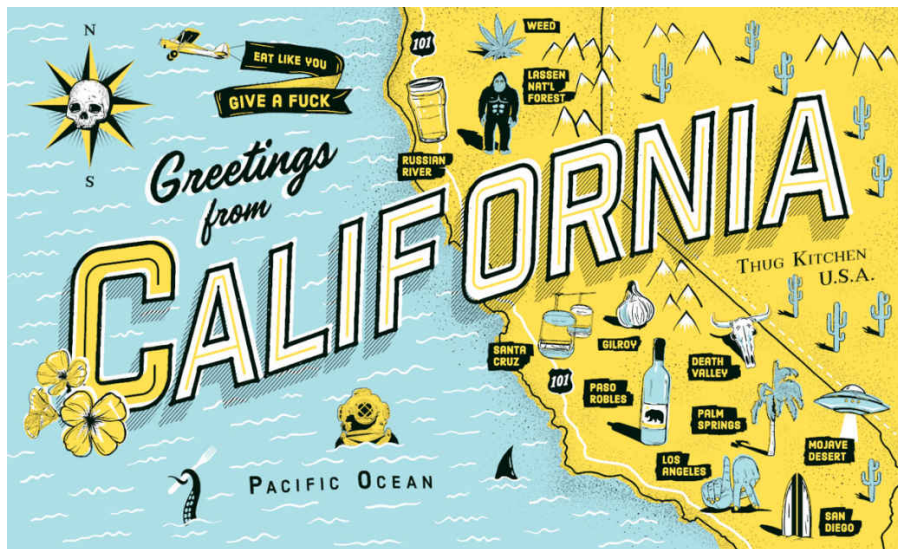 N
S
EAT LIKE YOU
GIVE A FUCK
Greetings
from
CALIFORNIA
101
WEED
LASSEN
NAT'L
FOREST
RUSSIAN
RIVER
THUG KITCHEN
U.S.A.
SANTA
CRUZ
GILROY
101
PASO
ROBLES
DEATH
VALLEY
PALM
SPRINGS
MOJAVE
DESERT
LOS
ANGELES
SAN
DIEGO
PACIFIC OCEAN